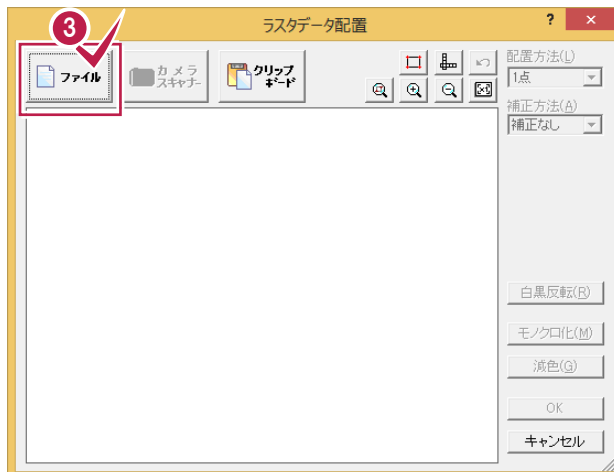 3
ラスタデータ配置
?
×
ファイル
カメラ
スキャナー
クリップ
ボード
配置方法(L)
1点
補正方法(A)
補正なし
白黒反転(R)
モノクロ化(M)
減色(G)
OK
キャンセル